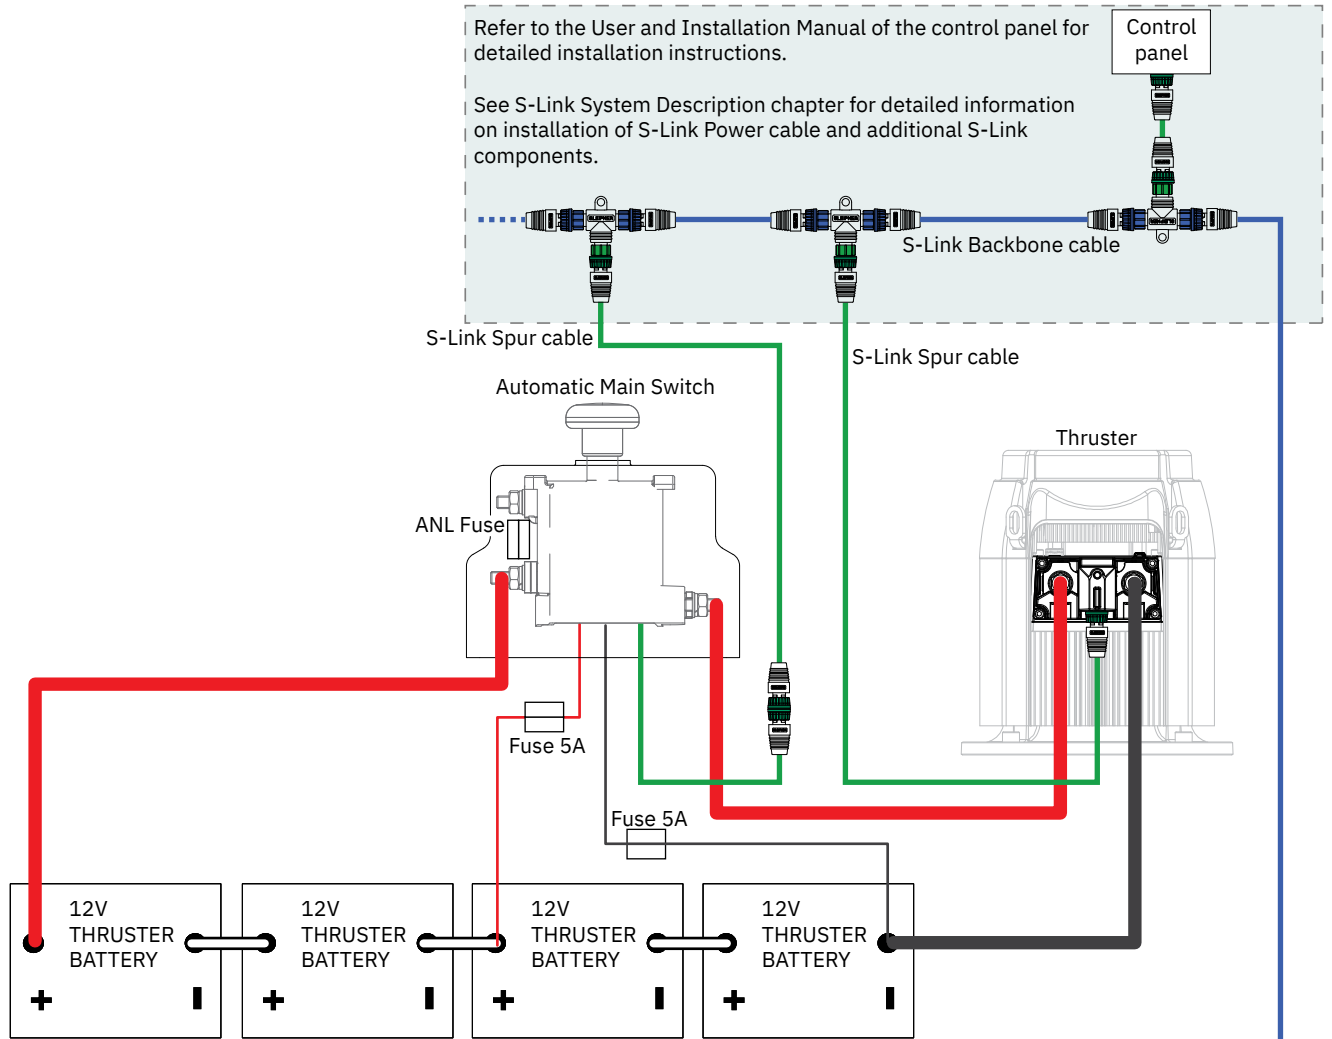 Refer to the User and Installation Manual of the control panel for
detailed installation instructions.
See S-Link System Description chapter for detailed information
on installation of S-Link Power cable and additional S-Link
components.
Control
panel
S-Link Backbone cable
S-Link Spur cable
S-Link Spur cable
Automatic Main Switch
Thruster
ANL Fuse
Fuse 5A
Fuse 5A
12V
THRUSTER
BATTERY
+ -
12V
THRUSTER
BATTERY
+ -
12V
THRUSTER
BATTERY
+ -
12V
THRUSTER
BATTERY
+ -